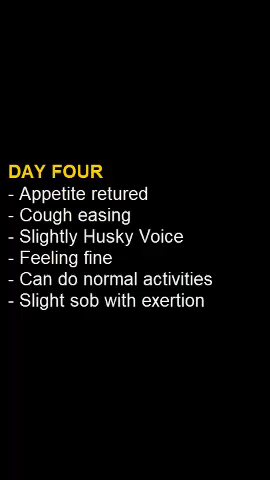 DAY FOUR
- Appetite retured
- Cough easing
- Slightly Husky Voice
- Feeling fine
- Can do normal activities
- Slight sob with exertion